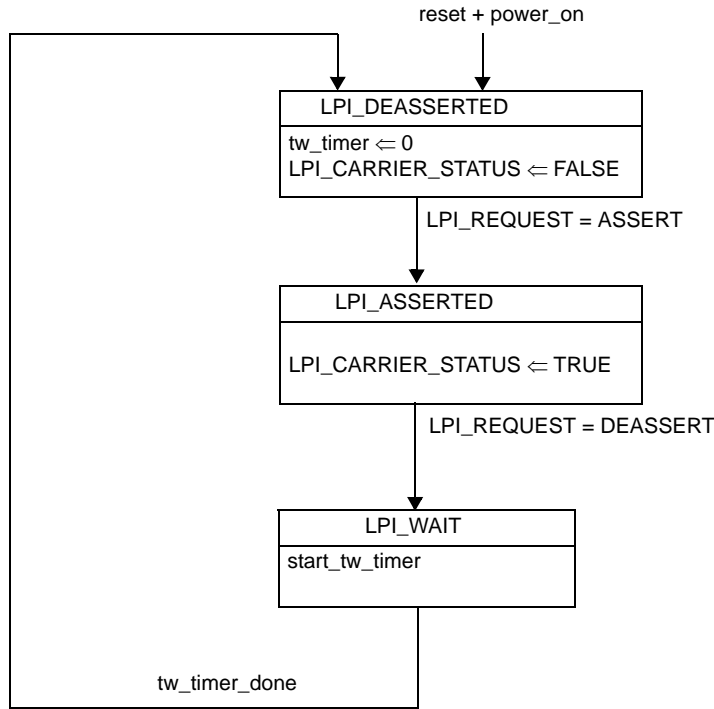 reset + power_on
LPI_DEASSERTED
tw_timer ⇐ 0
LPI_CARRIER_STATUS ⇐ FALSE
LPI_REQUEST = ASSERT
LPI_ASSERTED
LPI_CARRIER_STATUS ⇐ TRUE
LPI_REQUEST = DEASSERT
LPI_WAIT
start_tw_timer
tw_timer_done